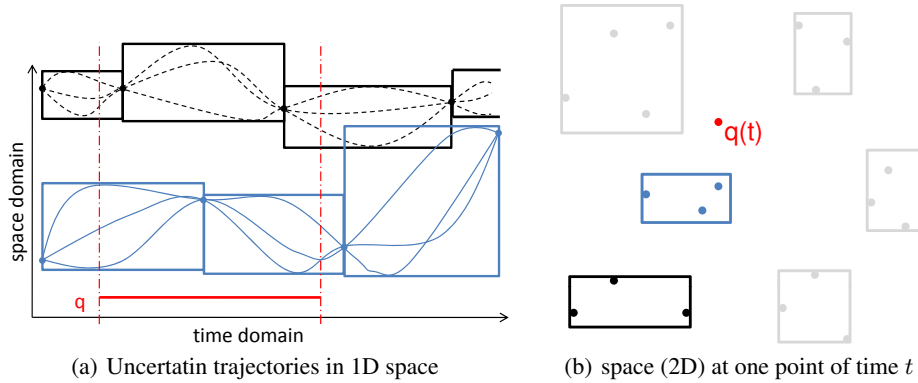 space domain
q
time domain
(a) Uncertatin trajectories in 1D space
q(t)
(b) space (2D) at one point of time t